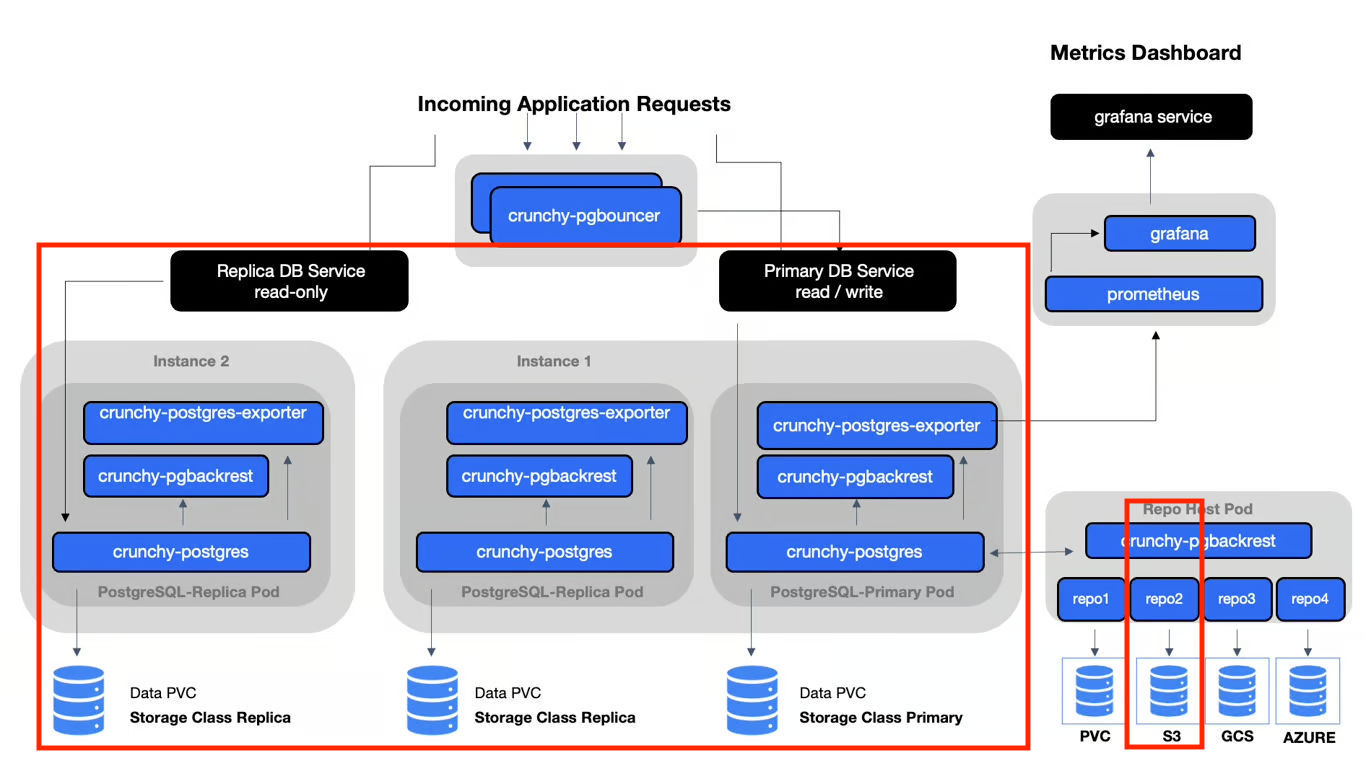 Metrics Dashboard
Incoming Application Requests
grafana service
crunchy-pgbouncer
grafana
prometheus
Replica DB Service
read-only
Primary DB Service
read / write
Instance 2
crunchy-postgres-exporter
crunchy-pgbackrest
crunchy-postgres
PostgreSQL-Replica Pod
Data PVC
Storage Class Replica
Instance 1
crunchy-postgres-exporter
crunchy-pgbackrest
crunchy-postgres
PostgreSQL-Replica Pod
Data PVC
Storage Class Replica
crunchy-postgres-exporter
crunchy-pgbackrest
crunchy-postgres
PostgreSQL-Primary Pod
Data PVC
Storage Class Primary
Repo Host Pod
crunchy-pgbackrest
repo1
repo2
repo3
repo4
PVC
S3
GCS
AZURE